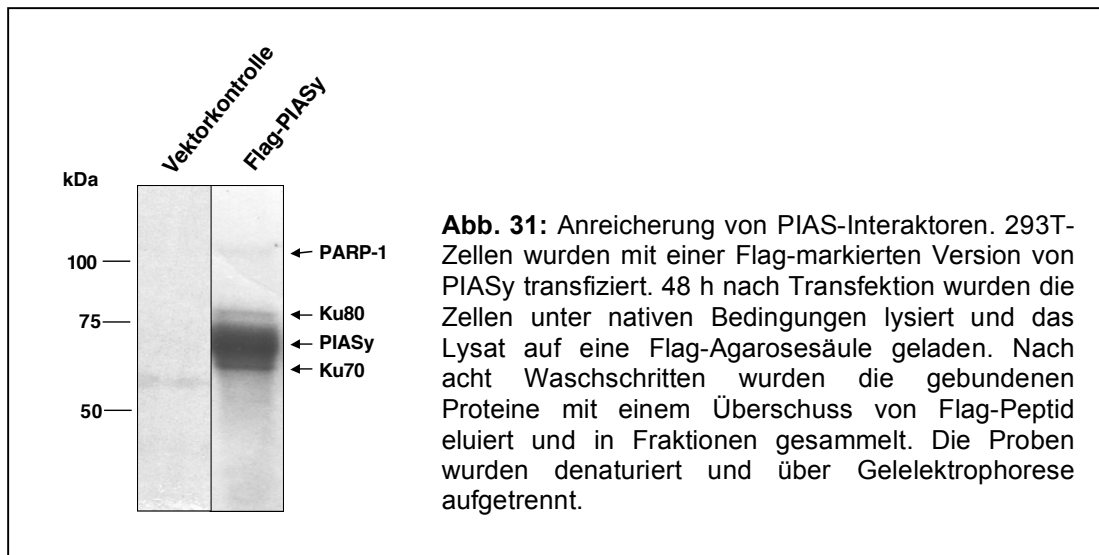 Vektorkontrolle
Flag-PIASy
kDa
PARP-1
100
Ku80
75
PIASy
Ku70
50
Abb. 31: Anreicherung von PIAS-Interaktoren. 293T-
Zellen wurden mit einer Flag-markierten Version von
PIASy transfiziert. 48 h nach Transfektion wurden die
Zellen unter nativen Bedingungen lysiert und das
Lysat auf eine Flag-Agarosesäule geladen. Nach
acht Waschschritten wurden die gebundenen
Proteine mit einem Überschuss von Flag-Peptid
eluiert und in Fraktionen gesammelt. Die Proben
wurden denaturiert und über Gelelektrophorese
aufgetrennt.